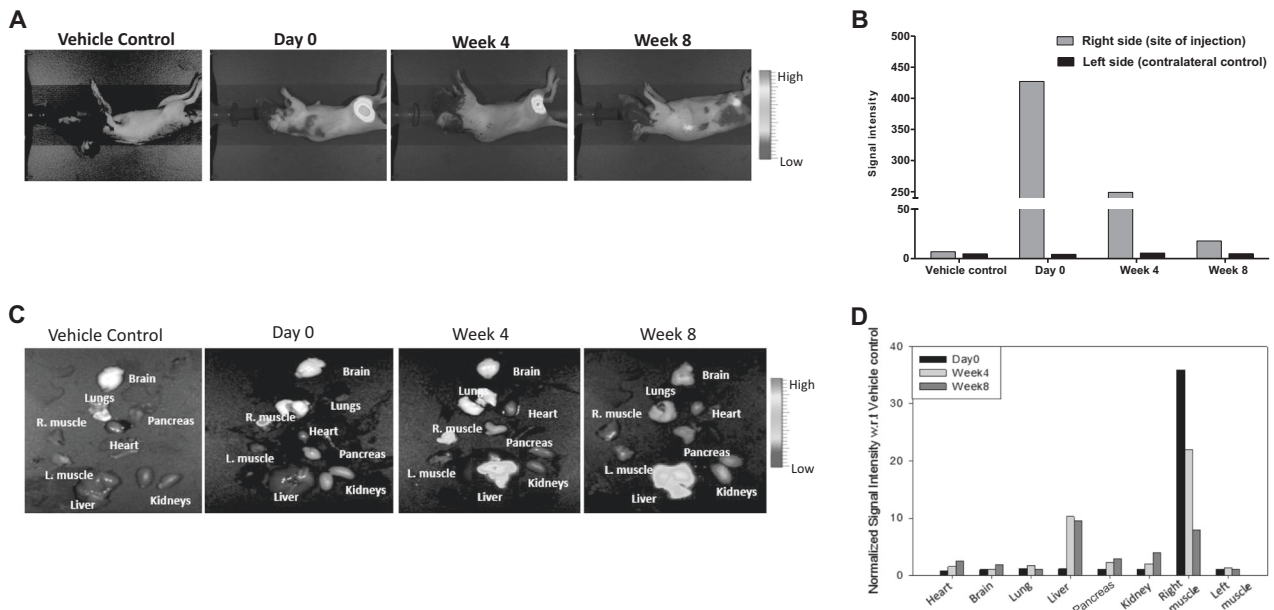 A
Vehicle Control
Day 0
Week 4
Week 8
High
Low
B
500
450
400
350
300
250
50
0
Signal intensity
Right side (site of injection)
Left side (contralateral control)
Vehicle control
Day 0
Week 4
Week 8
C
Vehicle Control
Day 0
Week 4
Week 8
Brain
Lungs
R. muscle
Pancreas
Heart
L. muscle
Liver
Kidneys
Brain
Lungs
R. muscle
Heart
L. muscle
Pancreas
Liver
Kidneys
Brain
Lungs
Heart
R. muscle
Pancreas
L. muscle
Kidneys
Liver
Brain
Lungs
R. muscle
Heart
Pancreas
L. muscle
Liver
Kidneys
High
Low
D
Normalized Signal Intensity w.r.t Vehicle control
40
30
20
10
0
Day0
Week4
Week8
Heart
Brain
Lung
Liver
Pancreas
Kidney
Right
muscle
Left
muscle